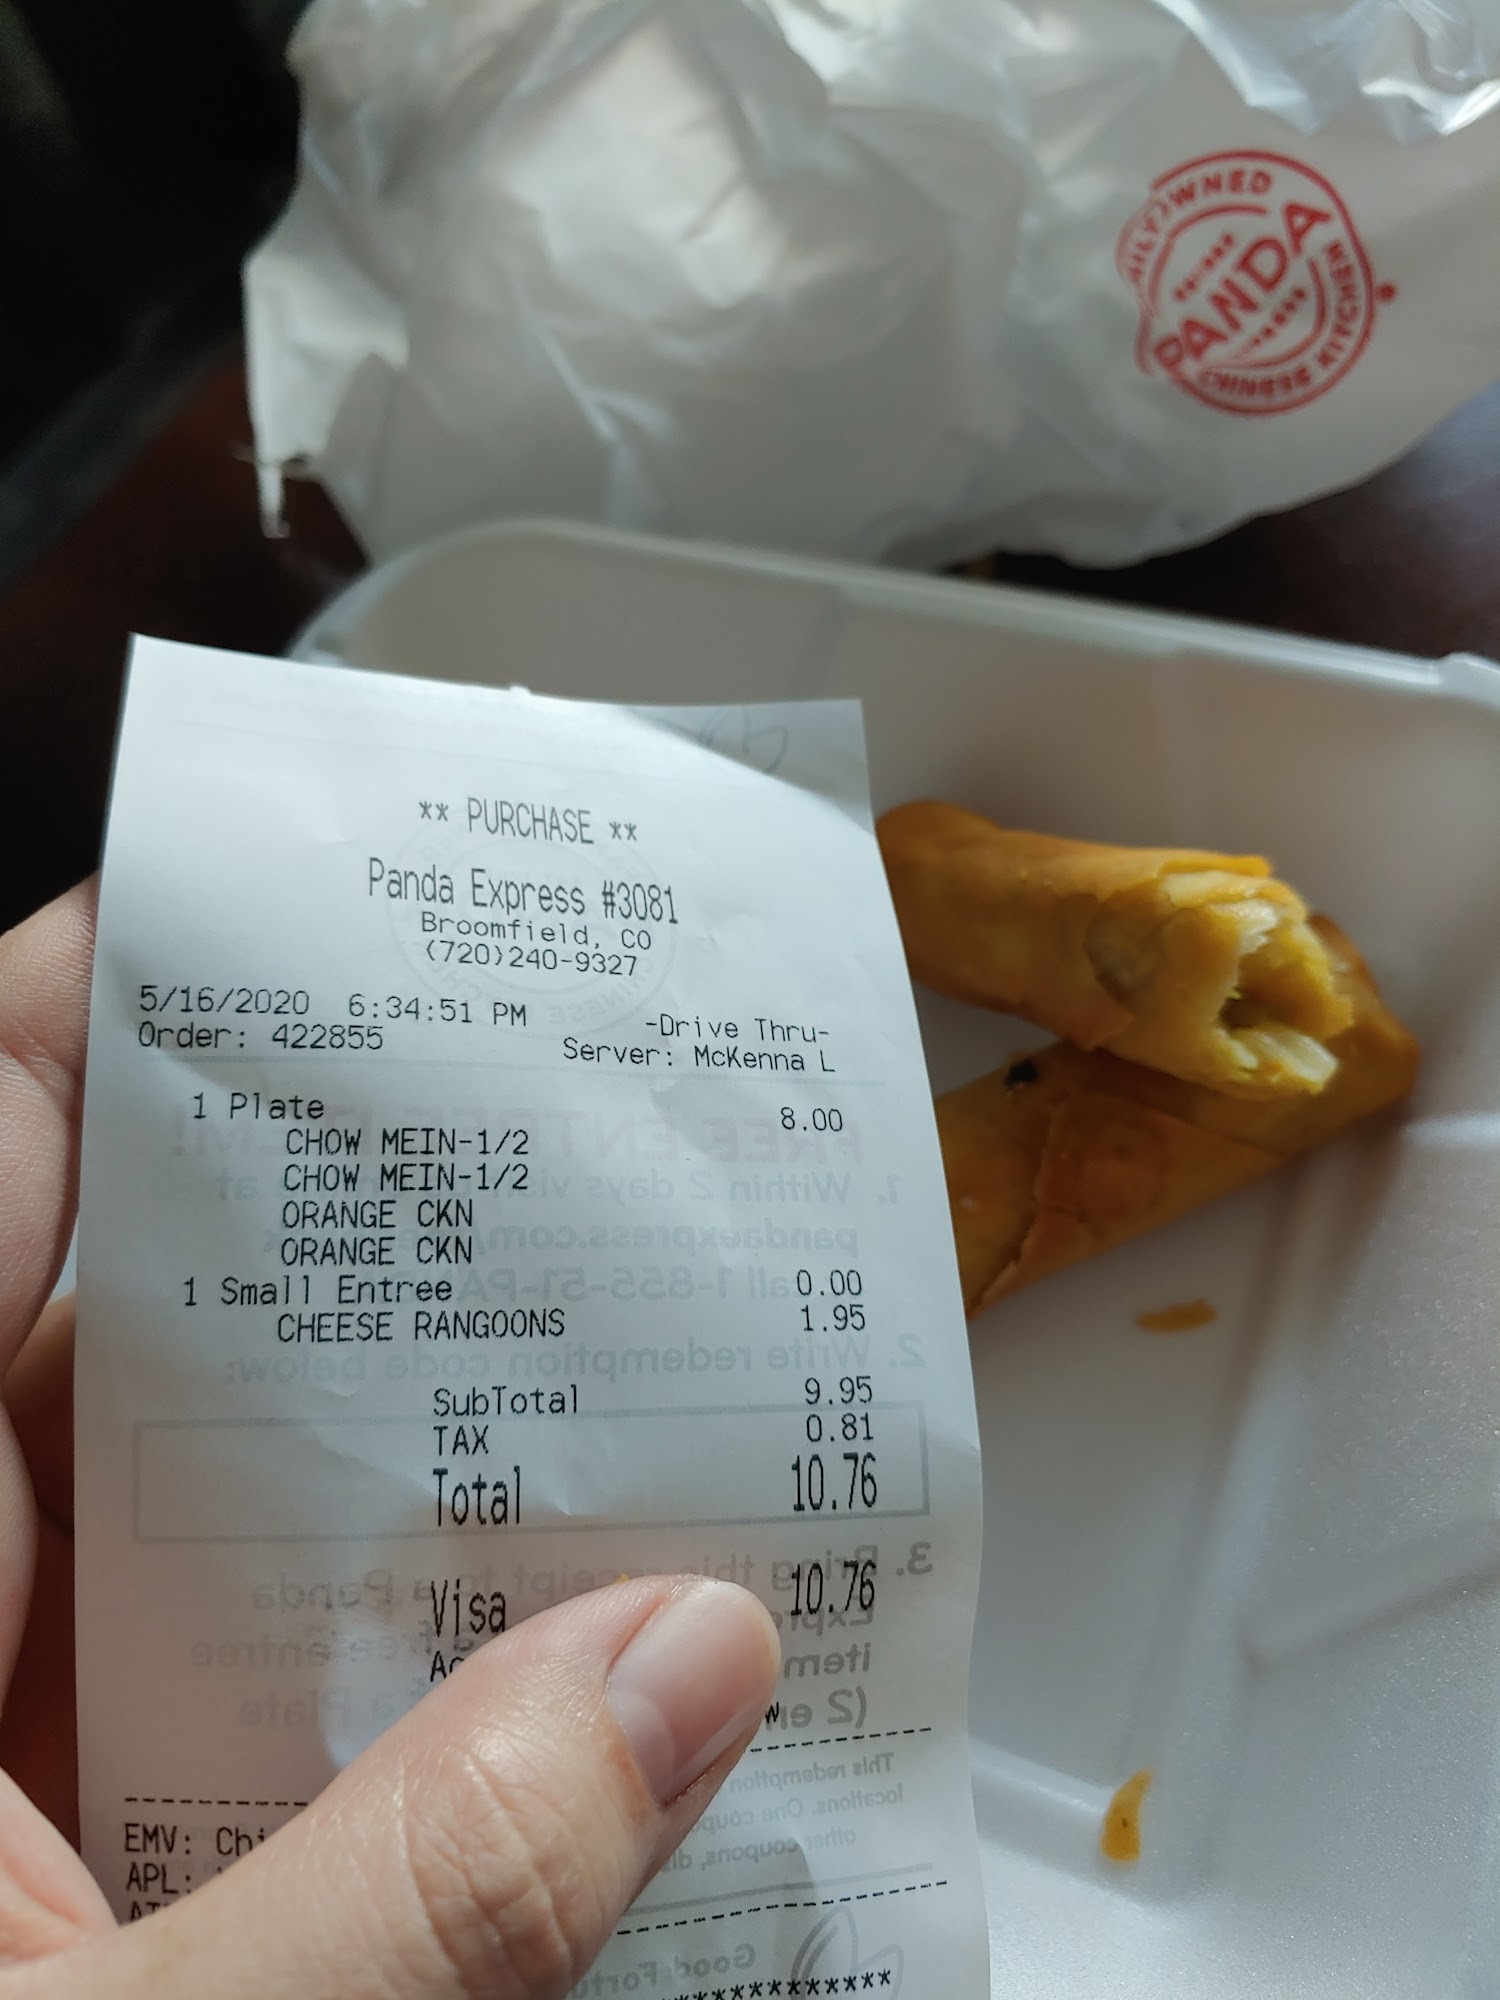 OWNED
PANDA
CHINESE KITCHEN
** PURCHASE **
Panda Express #3081
Broomfield, CO
(720)240-9327
5/16/2020 6:34:51 PM -Drive Thru-
Order: 422855 Server: McKenna L
1 Plate 8.00
CHOW MEIN-1/2
CHOW MEIN-1/2
ORANGE CKN
ORANGE CKN
1 Small Entree 0.00
CHEESE RANGOONS 1.95
SubTotal 9.95
TAX 0.81
Total 10.76
Visa 10.76
EMV:
APL: